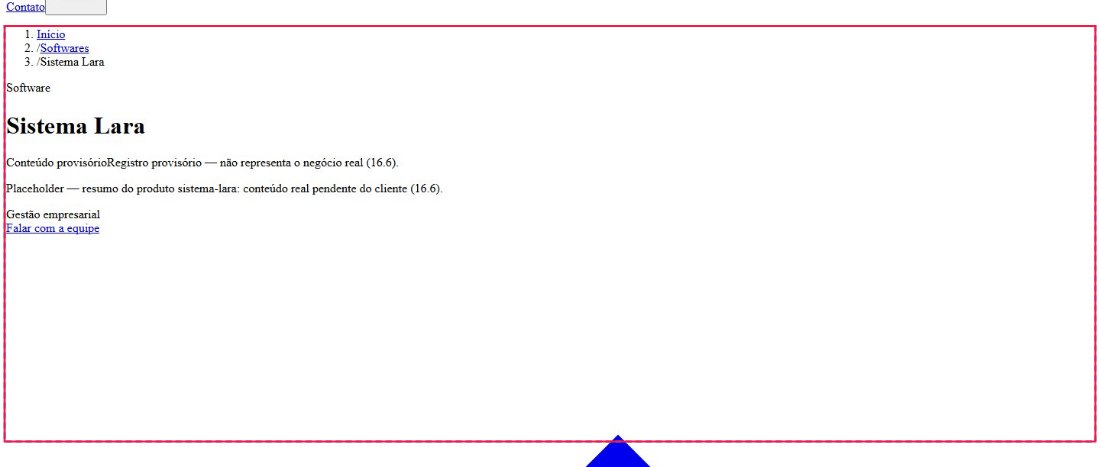 Contato
1. Início
2. /Softwares
3. /Sistema Lara
Software
Sistema Lara
Conteúdo provisórioRegistro provisório — não representa o negócio real (16.6).
Placeholder — resumo do produto sistema-lara: conteúdo real pendente do cliente (16.6).
Gestão empresarial
Falar com a equipe